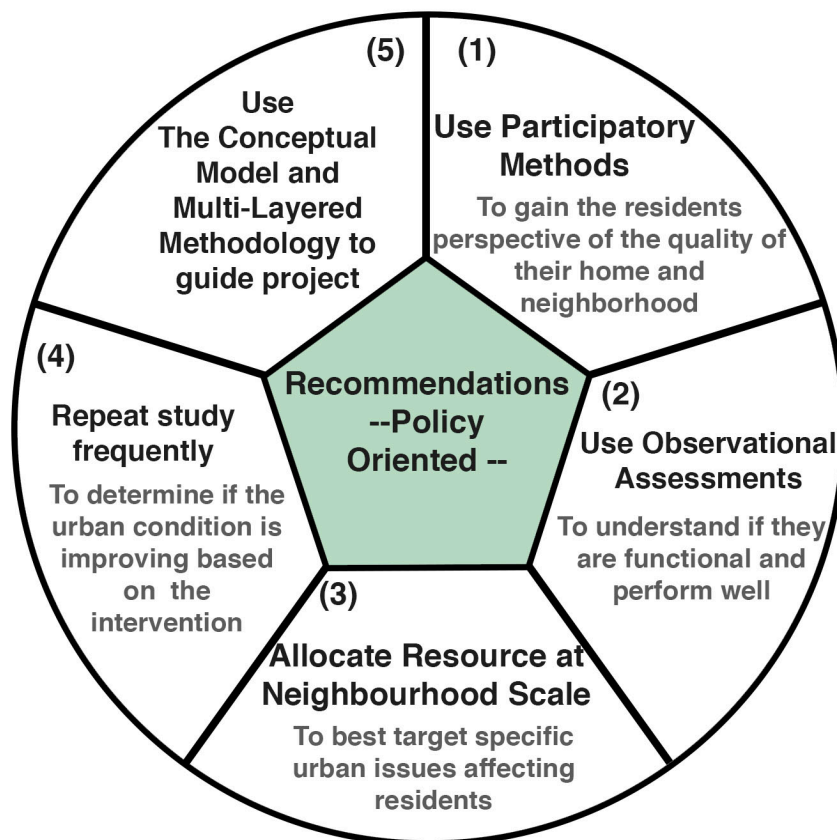 Recommendations
--Policy
Oriented --
(1)
Use Participatory
Methods
To gain the residents
perspective of the quality of
their home and
neighborhood
(2)
Use Observational
Assessments
To understand if they
are functional and
perform well
(3)
Allocate Resource at
Neighbourhood Scale
To best target specific
urban issues affecting
residents
(4)
Repeat study
frequently
To determine if the
urban condition is
improving based
on the
intervention
(5)
Use
The Conceptual
Model and
Multi-Layered
Methodology to
guide project